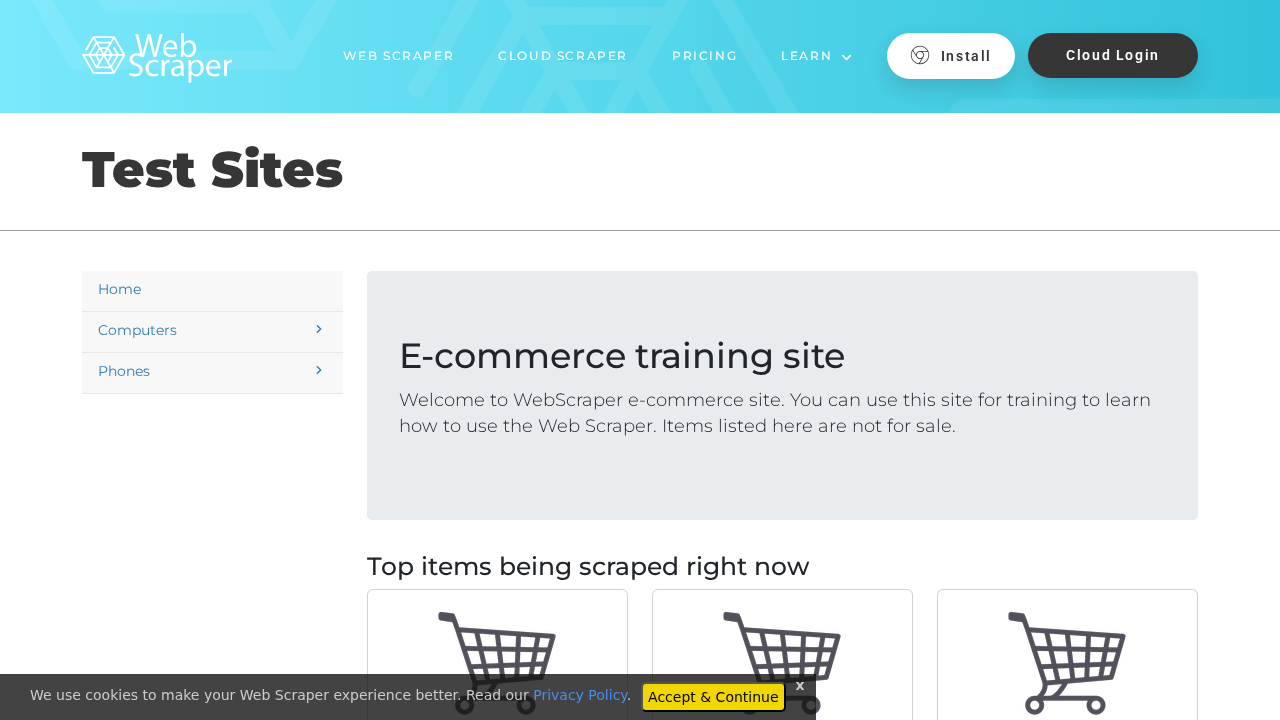 Web
Scraper
WEB SCRAPER
CLOUD SCRAPER
PRICING
LEARN
Install
Cloud Login
Test Sites
Home
Computers
Phones
E-commerce training site
Welcome to WebScraper e-commerce site. You can use this site for training to learn
how to use the Web Scraper. Items listed here are not for sale.
Top items being scraped right now
We use cookies to make your Web Scraper experience better. Read our Privacy Policy.
Accept & Continue
x